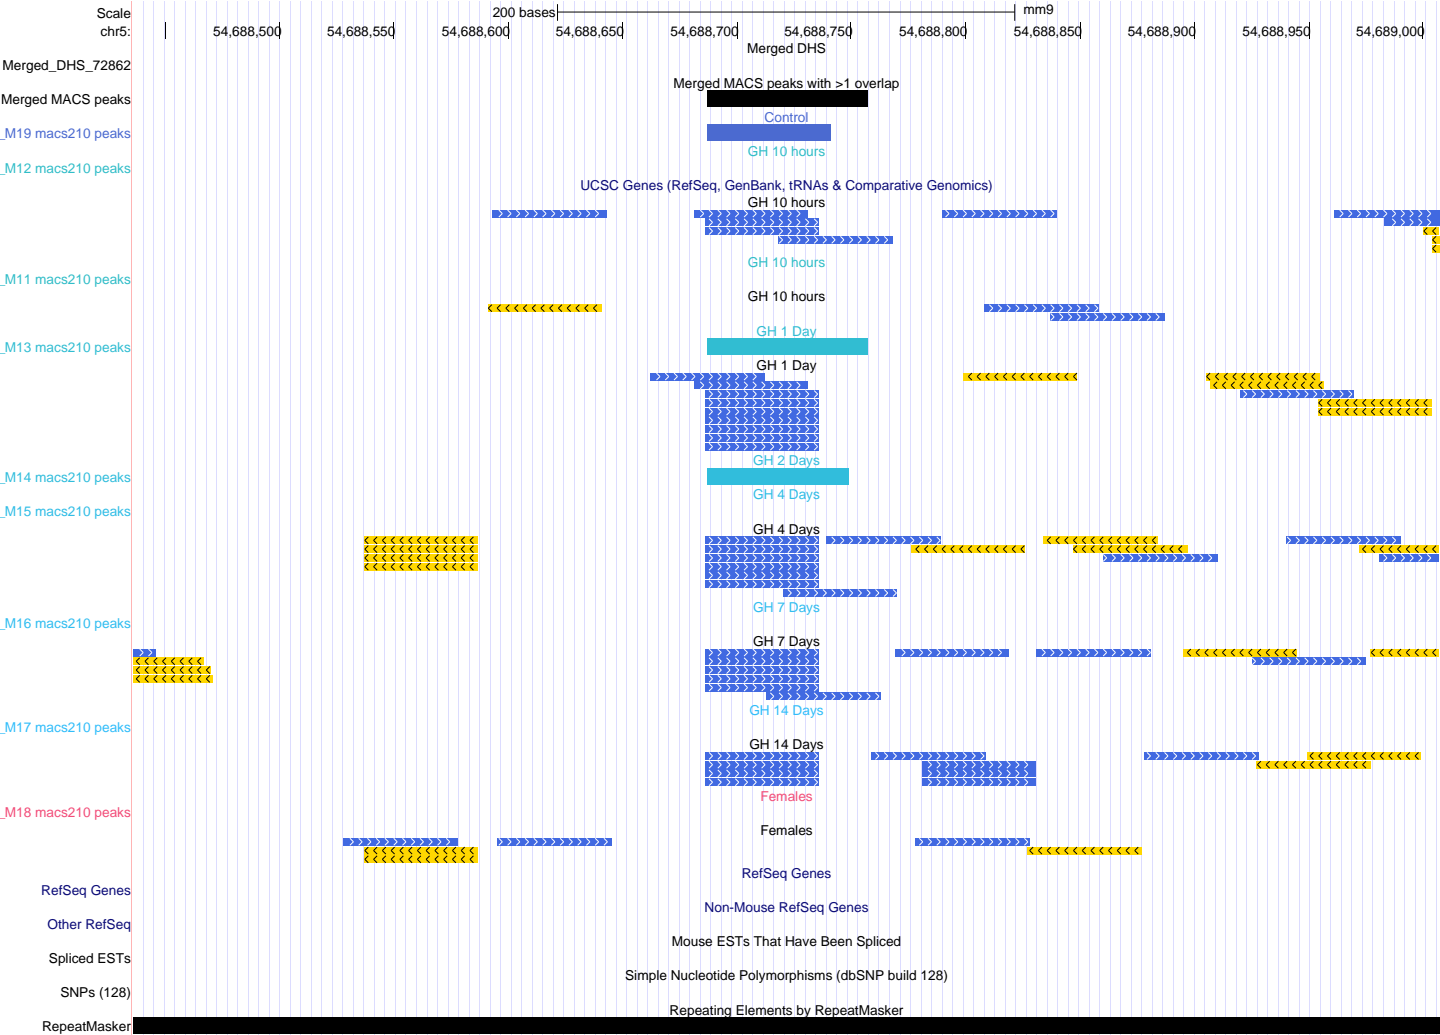 Scale 200 bases mm9
chr5: 54,688,500 54,688,550 54,688,600 54,688,650 54,688,700 54,688,750 54,688,800 54,688,850 54,688,900 54,688,950 54,689,000
Merged DHS
Merged_DHS_72862
Merged MACS peaks with >1 overlap
Merged MACS peaks
Control
_M19 macs210 peaks
GH 10 hours
_M12 macs210 peaks
UCSC Genes (RefSeq, GenBank, tRNAs & Comparative Genomics)
GH 10 hours
GH 10 hours
_M11 macs210 peaks
GH 10 hours
GH 1 Day
_M13 macs210 peaks
GH 1 Day
GH 2 Days
_M14 macs210 peaks
GH 4 Days
_M15 macs210 peaks
GH 4 Days
GH 7 Days
_M16 macs210 peaks
GH 7 Days
GH 14 Days
_M17 macs210 peaks
GH 14 Days
Females
_M18 macs210 peaks
Females
RefSeq Genes
RefSeq Genes
Non-Mouse RefSeq Genes
Other RefSeq
Mouse ESTs That Have Been Spliced
Spliced ESTs
Simple Nucleotide Polymorphisms (dbSNP build 128)
SNPs (128)
Repeating Elements by RepeatMasker
RepeatMasker